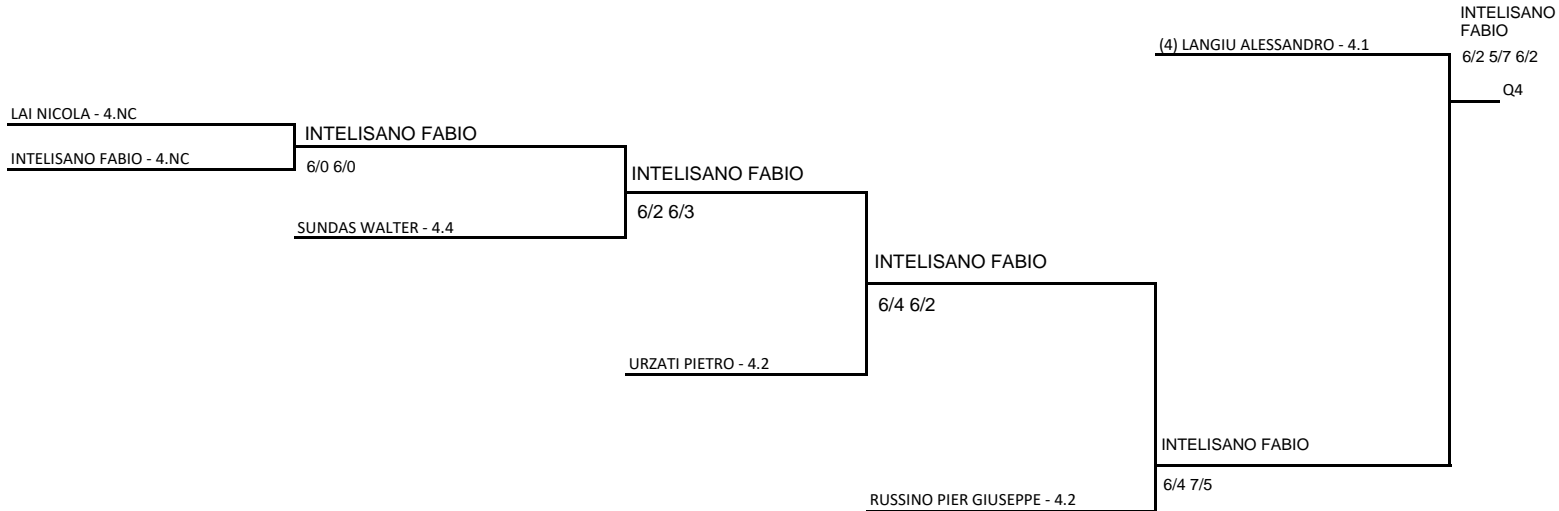 INTELISANO
FABIO
(4) LANGIU ALESSANDRO - 4.1
6/2 5/7 6/2
Q4
LAI NICOLA - 4.NC
INTELISANO FABIO
INTELISANO FABIO - 4.NC
6/0 6/0
INTELISANO FABIO
6/2 6/3
SUNDAS WALTER - 4.4
INTELISANO FABIO
6/4 6/2
URZATI PIETRO - 4.2
INTELISANO FABIO
6/4 7/5
RUSSINO PIER GIUSEPPE - 4.2